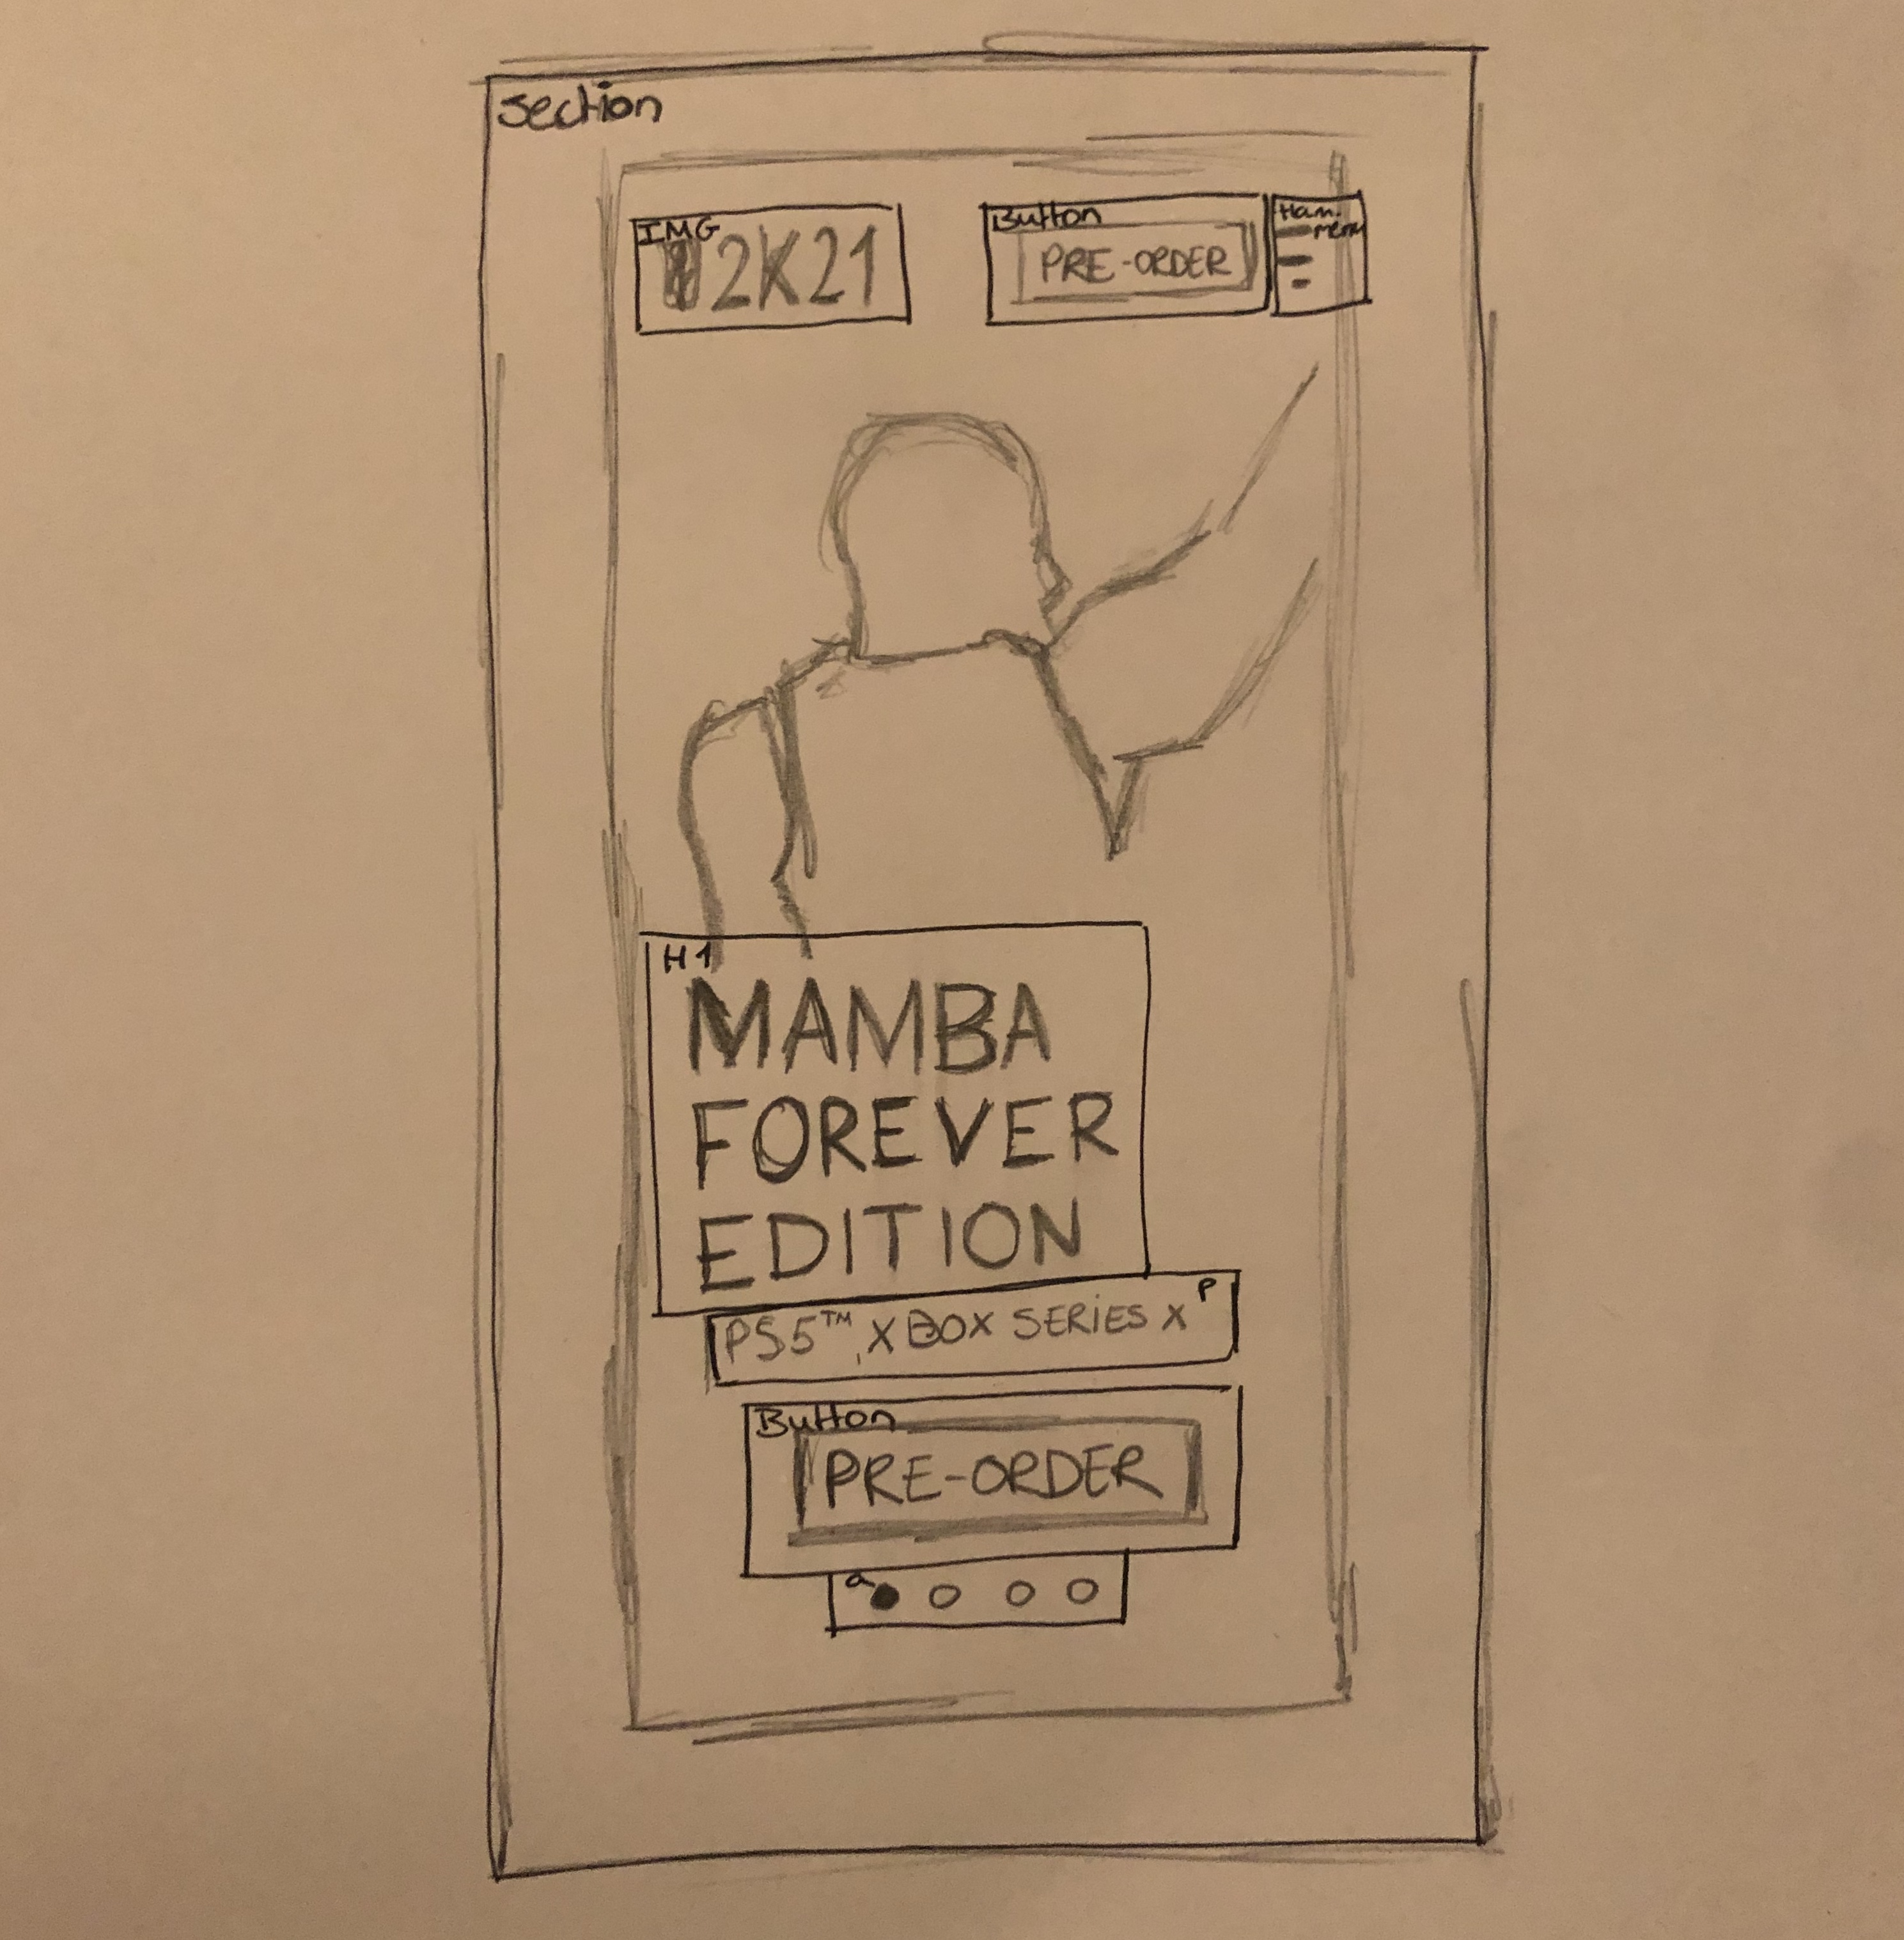 Section
IMG
2K21
Button
PRE-ORDER
Ham.
menu
H1
MAMBA
FOREVER
EDITION
P
PS5™, XBOX SERIES X
Button
PRE-ORDER
a